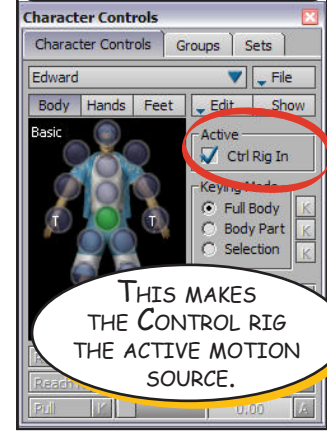 Character Controls
Character Controls Groups Sets
Edward File
Body Hands Feet Edit Show
Basic
Active
Ctrl Rig In
Keying Mode
Full Body K
T T
Body Part K
Selection K
THIS MAKES
THE CONTROL RIG
THE ACTIVE MOTION
SOURCE.
R
Reach
Pull K 0.00 A